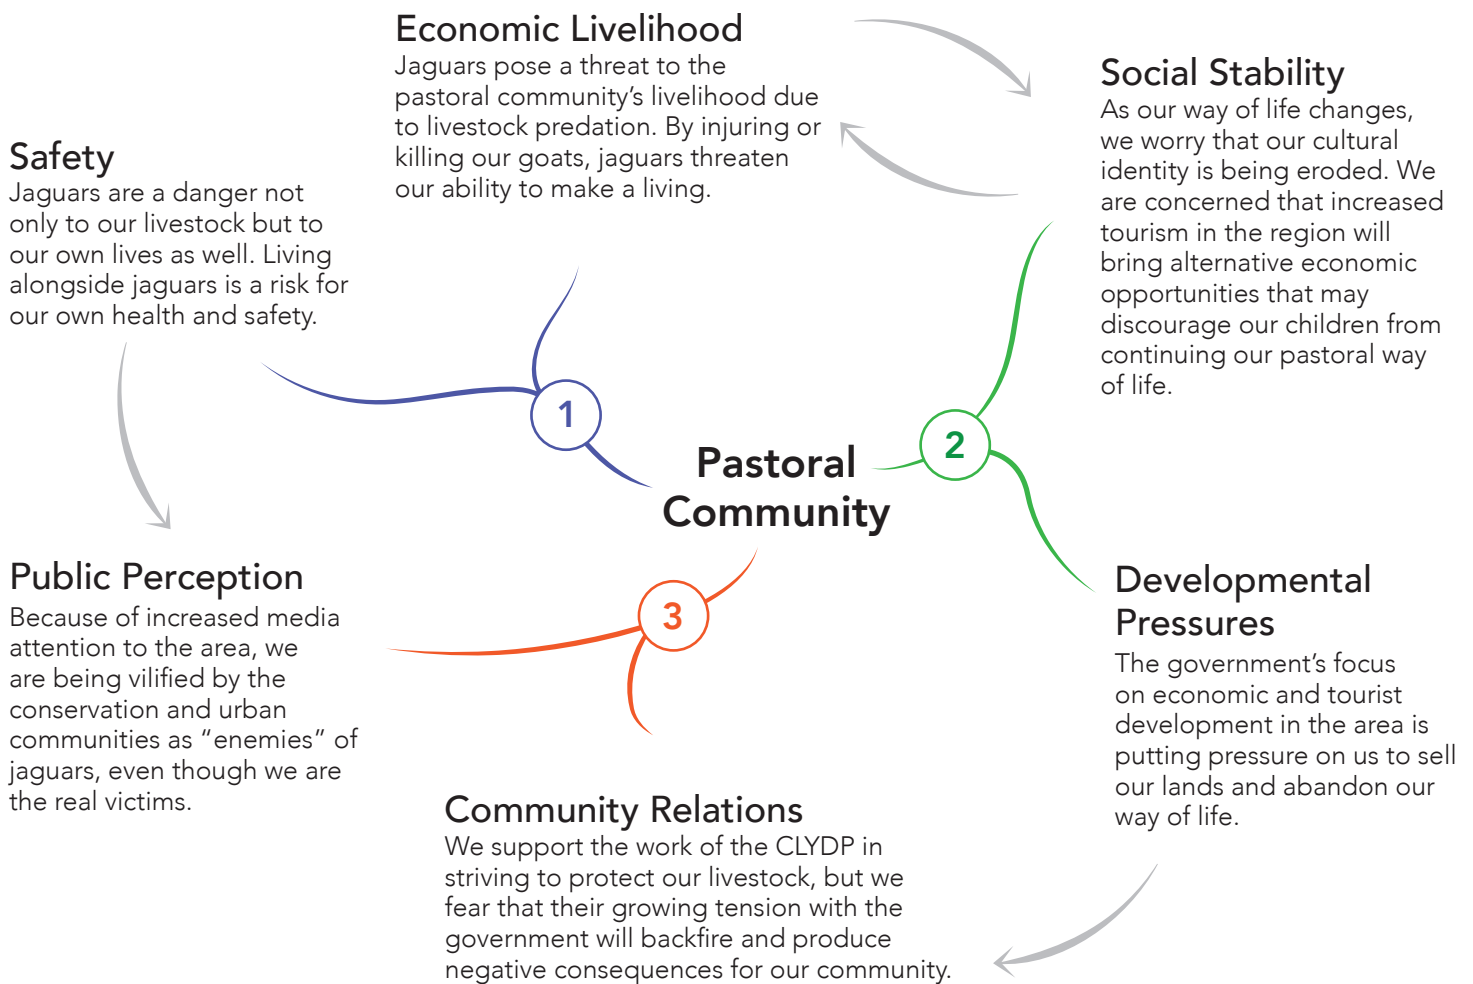 Economic Livelihood
Jaguars pose a threat to the
pastoral community’s livelihood due
to livestock predation. By injuring or
killing our goats, jaguars threaten
our ability to make a living.
Social Stability
As our way of life changes,
we worry that our cultural
identity is being eroded. We
are concerned that increased
tourism in the region will
bring alternative economic
opportunities that may
discourage our children from
continuing our pastoral way
of life.
Safety
Jaguars are a danger not
only to our livestock but to
our own lives as well. Living
alongside jaguars is a risk for
our own health and safety.
1
2
Pastoral
Community
3
Public Perception
Because of increased media
attention to the area, we
are being vilified by the
conservation and urban
communities as “enemies” of
jaguars, even though we are
the real victims.
Developmental
Pressures
The government’s focus
on economic and tourist
development in the area is
putting pressure on us to sell
our lands and abandon our
way of life.
Community Relations
We support the work of the CLYDP in
striving to protect our livestock, but we
fear that their growing tension with the
government will backfire and produce
negative consequences for our community.